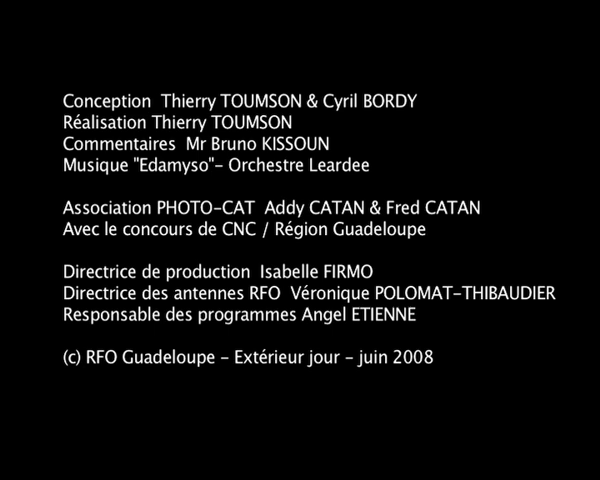 Conception  Thierry TOUMSON & Cyril BORDY
Réalisation Thierry TOUMSON
Commentaires  Mr Bruno KISSOUN
Musique "Edamyso"- Orchestre Leardee
Association PHOTO-CAT  Addy CATAN & Fred CATAN
Avec le concours de CNC / Région Guadeloupe
Directrice de production  Isabelle FIRMO
Directrice des antennes RFO  Véronique POLOMAT-THIBAUDIER
Responsable des programmes Angel ETIENNE
(c) RFO Guadeloupe - Extérieur jour - juin 2008